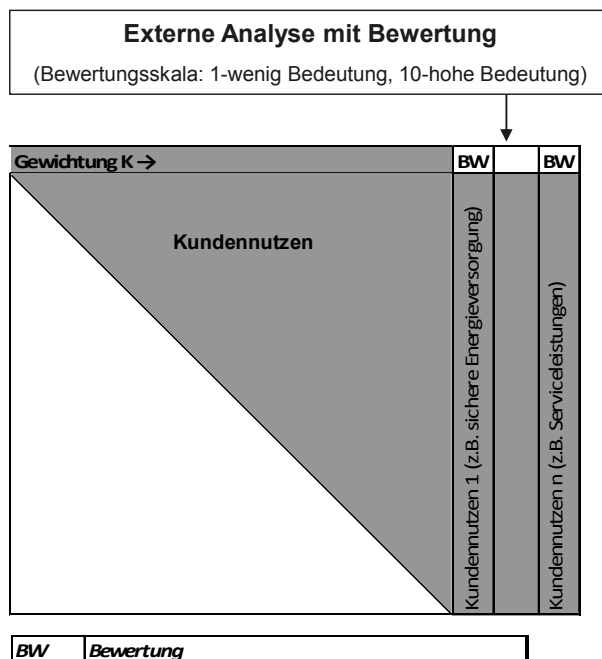 Externe Analyse mit Bewertung
(Bewertungsskala: 1-wenig Bedeutung, 10-hohe Bedeutung)
Gewichtung K →
BW
BW
Kundennutzen
Kundennutzen 1 (z.B. sichere Energieversorgung)
Kundennutzen n (z.B. Serviceleistungen)
BW Bewertung